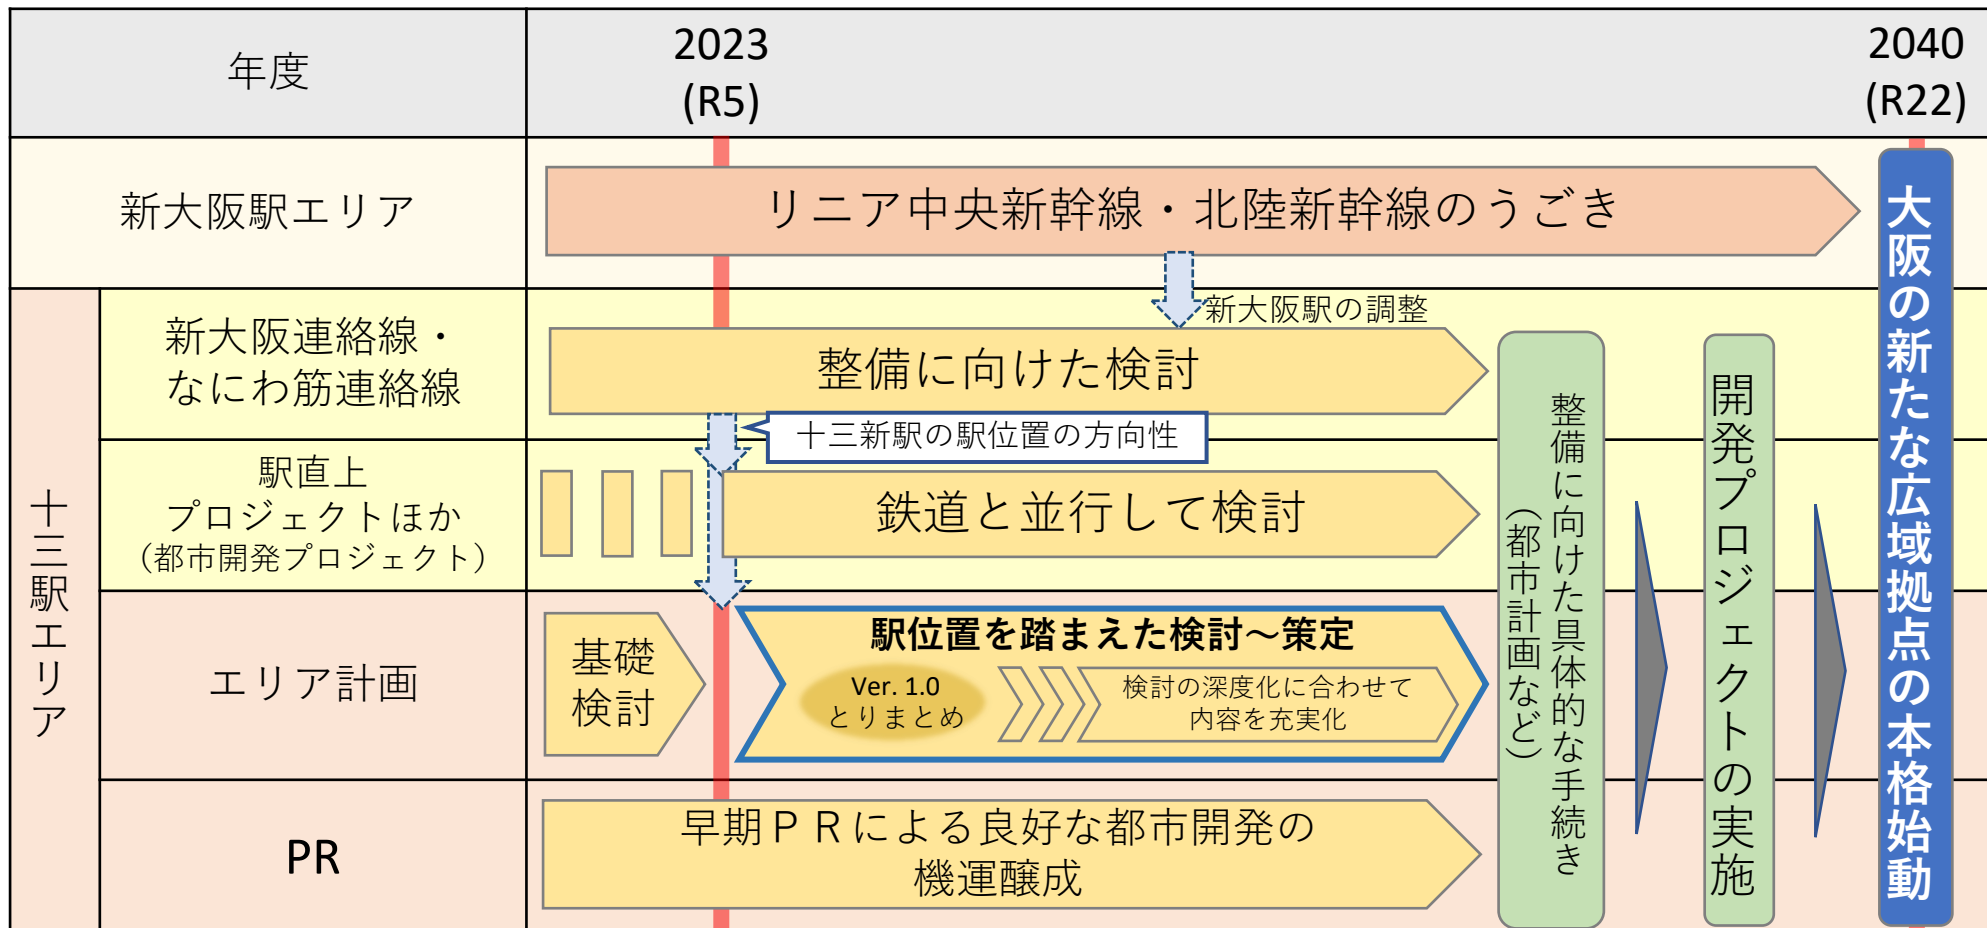 年度
2023
(R5)
2040
(R22)
新大阪駅エリア
リニア中央新幹線・北陸新幹線のうごき
新大阪駅の調整
十三駅エリア
新大阪連絡線・
なにわ筋連絡線
整備に向けた検討
十三新駅の駅位置の方向性
駅直上
プロジェクトほか
（都市開発プロジェクト）
鉄道と並行して検討
エリア計画
基礎
検討
駅位置を踏まえた検討～策定
Ver. 1.0
とりまとめ
検討の深度化に合わせて
内容を充実化
PR
早期ＰＲによる良好な都市開発の
機運醸成
整備に向けた具体的な手続き
（都市計画など）
開発プロジェクトの実施
大阪の新たな広域拠点の本格始動